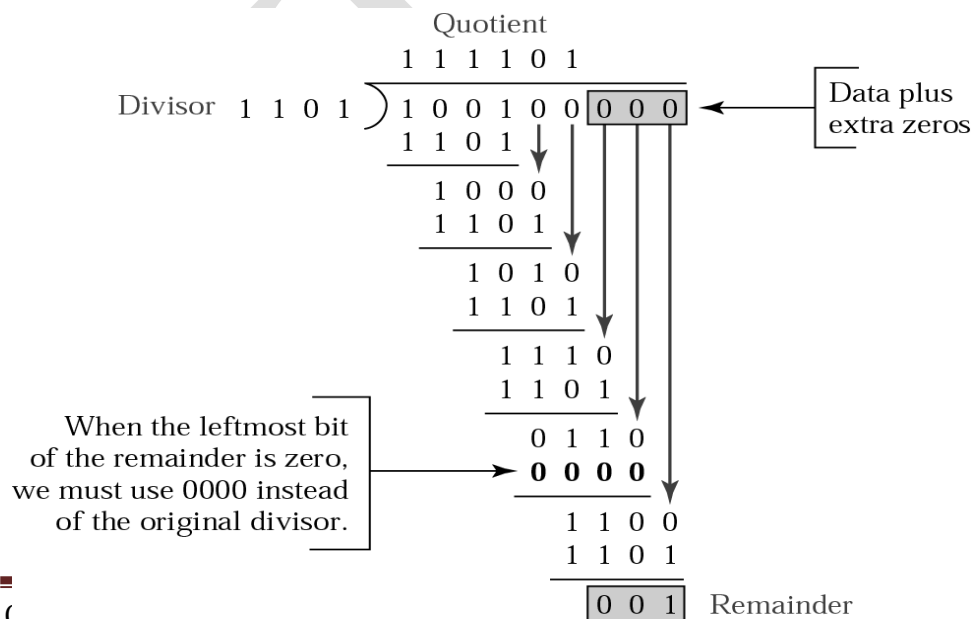 Quotient
1 1 1 1 0 1
Divisor 1 1 0 1 1 0 0 1 0 0 0 0 0
Data plus
extra zeros
1 1 0 1
1 0 0 0
1 1 0 1
1 0 1 0
1 1 0 1
1 1 1 0
1 1 0 1
When the leftmost bit
of the remainder is zero,
we must use 0000 instead
of the original divisor.
0 1 1 0
0 0 0 0
1 1 0 0
1 1 0 1
0 0 1 Remainder